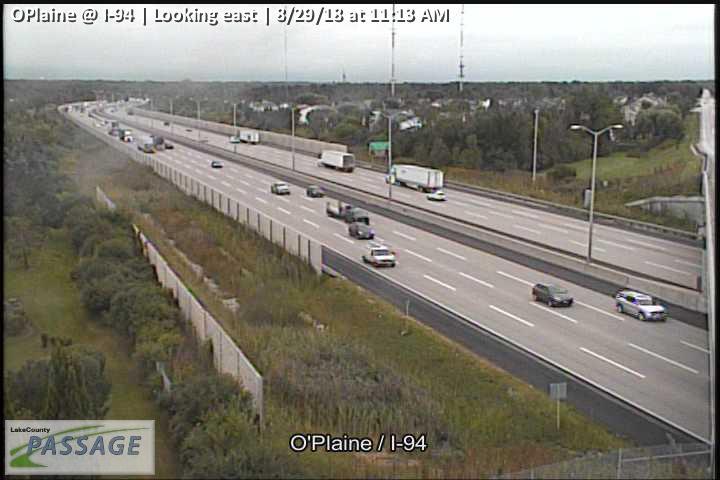 OPlaine @ I-94 | Looking east | 8/29/18 at 11:13 AM
O'Plaine / I-94
LakeCounty
PASSAGE